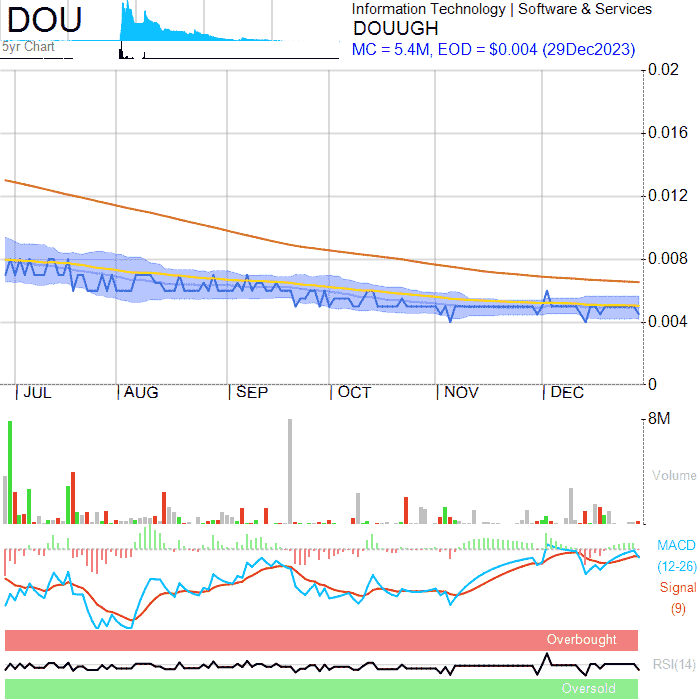 DOU
5yr Chart
Information Technology | Software & Services
DOUUGH
MC = 5.4M, EOD = $0.004 (29Dec2023)
0.02
0.016
0.012
0.008
0.004
0
JUL AUG SEP OCT NOV DEC
8M
Volume
MACD
(12-26)
Signal
(9)
Overbought
RSI(14)
Oversold